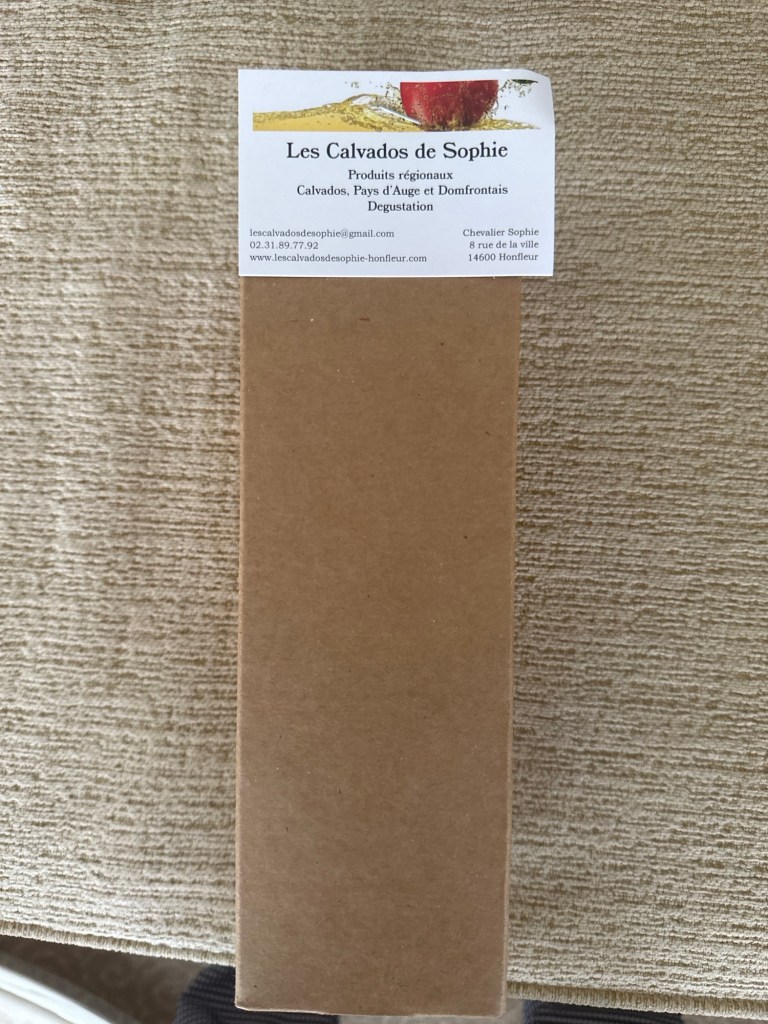 Les Calvados de Sophie
Produits régionaux
Calvados, Pays d'Auge et Domfrontais
Degustation
lescalvadosdesophie@gmail.com
02.31.89.77.92
www.lescalvadosdesophie-honfleur.com
Chevalier Sophie
8 rue de la ville
14600 Honfleur